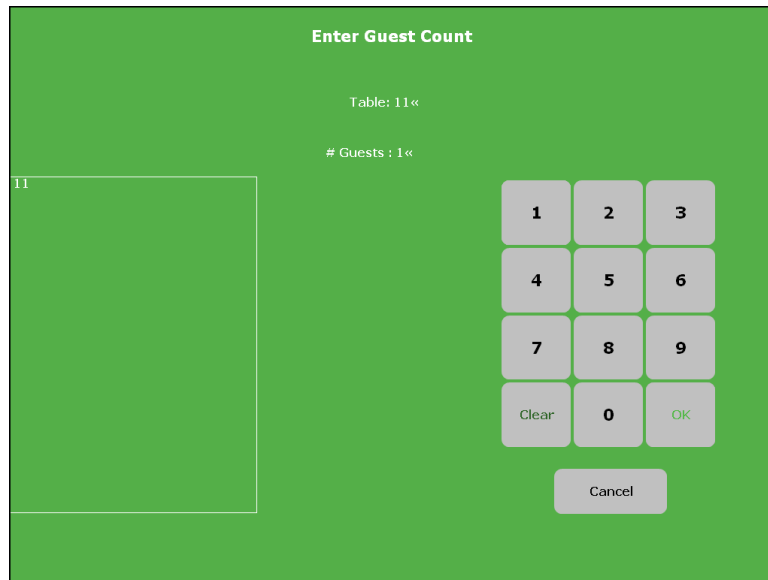 Enter Guest Count
Table: 11«
# Guests : 1«
11
1 2 3
4 5 6
7 8 9
Clear 0 OK
Cancel